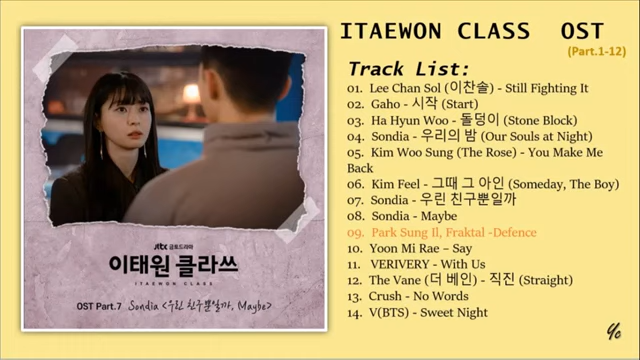 ITAEWON CLASS OST
(Part.1-12)
Track List:
01. Lee Chan Sol (이찬솔) - Still Fighting It
02. Gaho - 시작 (Start)
03. Ha Hyun Woo - 돌덩이 (Stone Block)
04. Sondia - 우리의 밤 (Our Souls at Night)
05. Kim Woo Sung (The Rose) - You Make Me
Back
06. Kim Feel - 그때 그 아인 (Someday, The Boy)
07. Sondia - 우린 친구뿐일까
08. Sondia - Maybe
09. Park Sung Il, Fraktal -Defence
10. Yoon Mi Rae – Say
11. VERIVERY - With Us
12. The Vane (더 베인) - 직진 (Straight)
13. Crush - No Words
14. V(BTS) - Sweet Night
jtbc 금토드라마
이태원 클라쓰
ITAEWON CLASS
OST Part.7 Sondia <우린 친구뿐일까, Maybe>
Yc